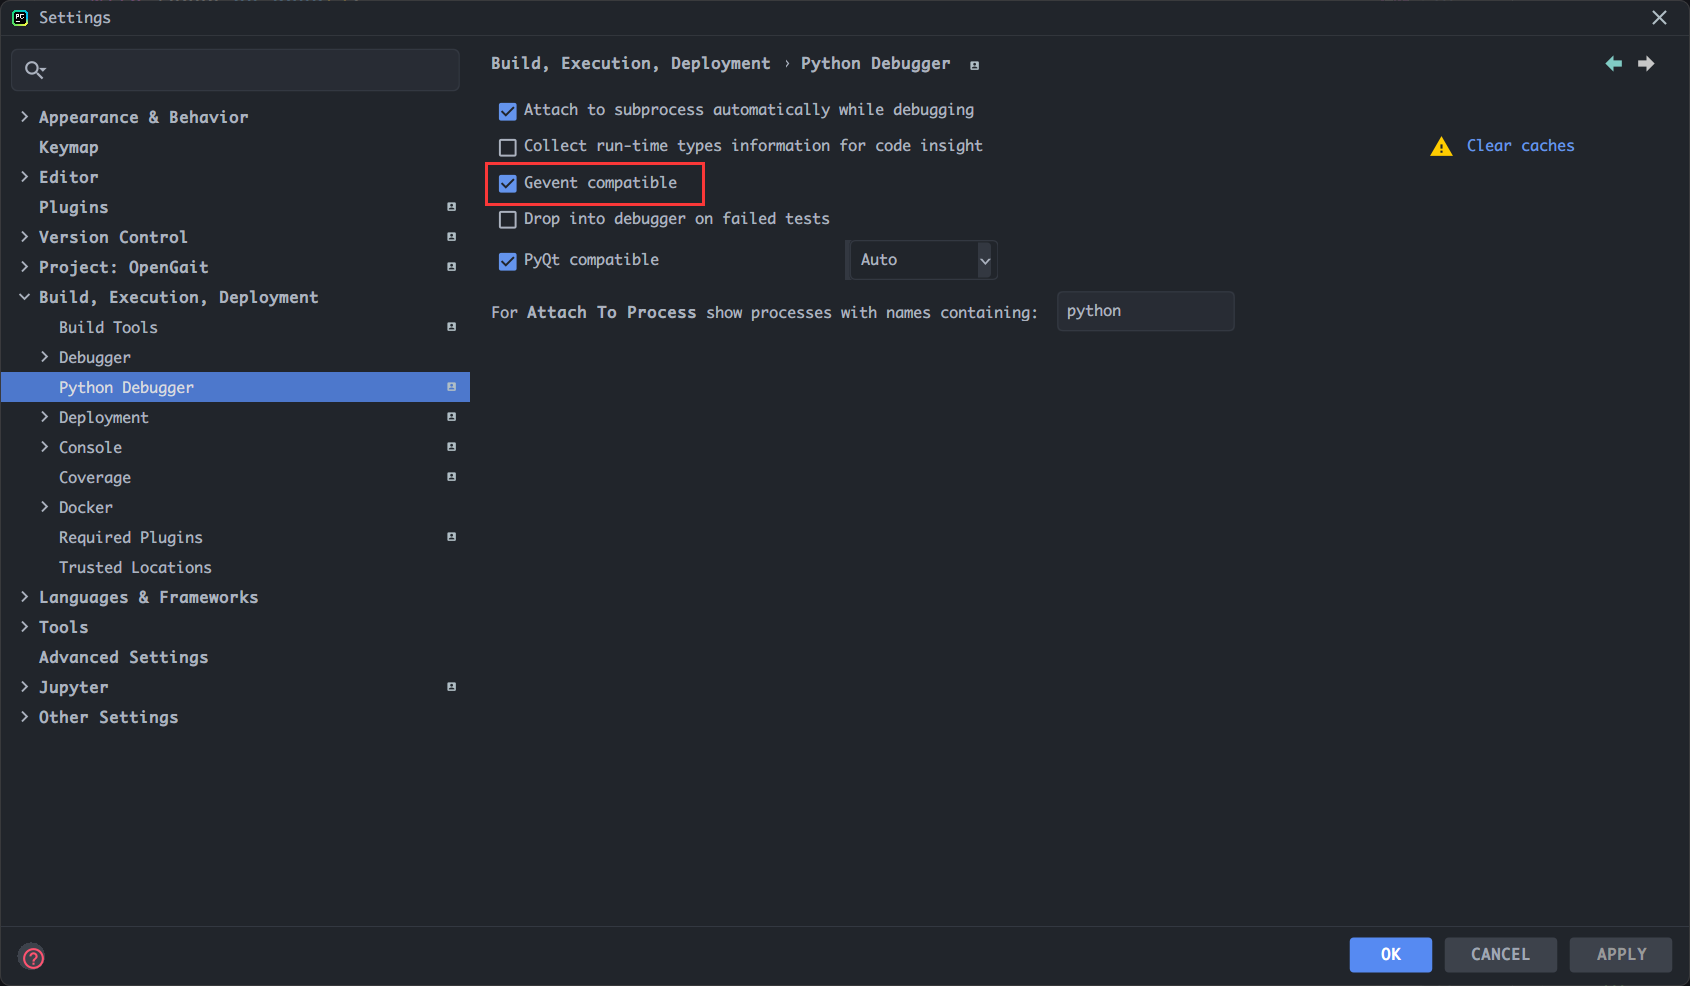 Settings
Build, Execution, Deployment › Python Debugger
Appearance & Behavior
Keymap
Editor
Plugins
Version Control
Project: OpenGait
Build, Execution, Deployment
Build Tools
Debugger
Python Debugger
Deployment
Console
Coverage
Docker
Required Plugins
Trusted Locations
Languages & Frameworks
Tools
Advanced Settings
Jupyter
Other Settings
Attach to subprocess automatically while debugging
Collect run-time types information for code insight
Clear caches
Gevent compatible
Drop into debugger on failed tests
PyQt compatible
Auto
For Attach To Process show processes with names containing:
python
OK
CANCEL
APPLY